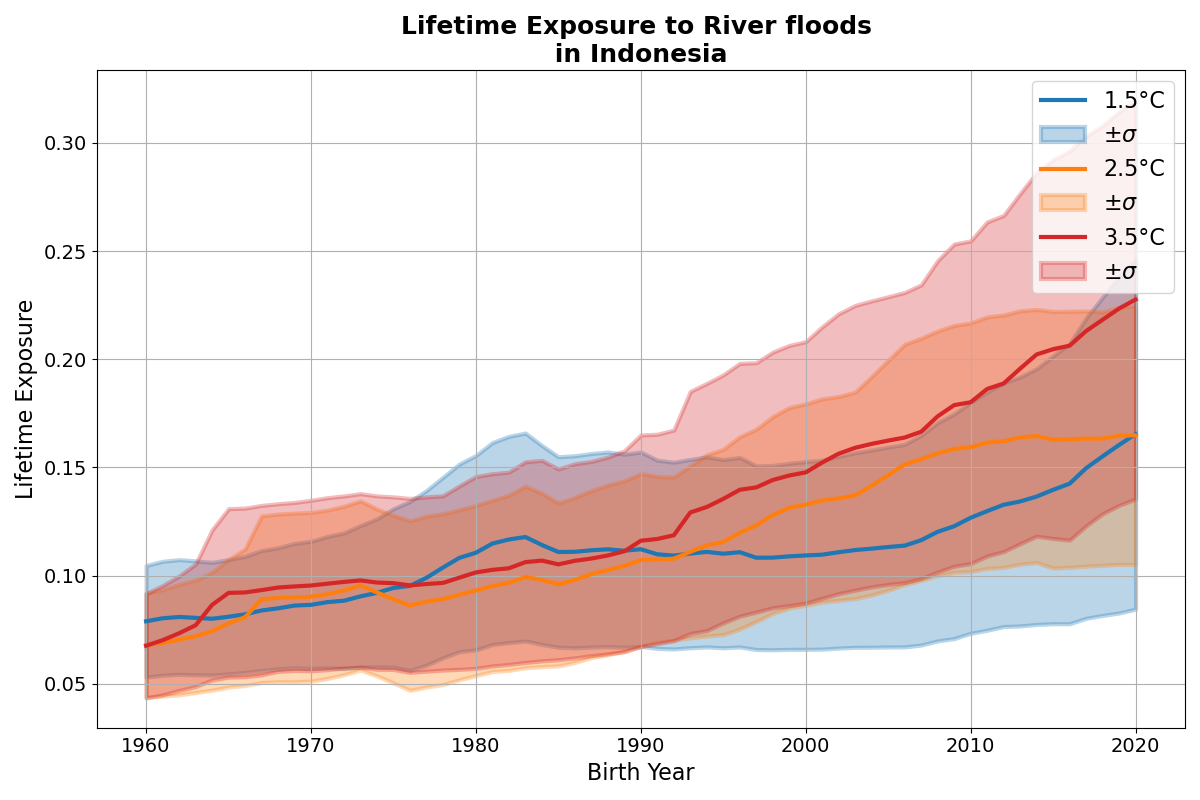 Lifetime Exposure to River floods
in Indonesia
Lifetime Exposure
0.30
0.25
0.20
0.15
0.10
0.05
1960
1970
1980
1990
2000
2010
2020
Birth Year
1.5°C
±σ
2.5°C
±σ
3.5°C
±σ